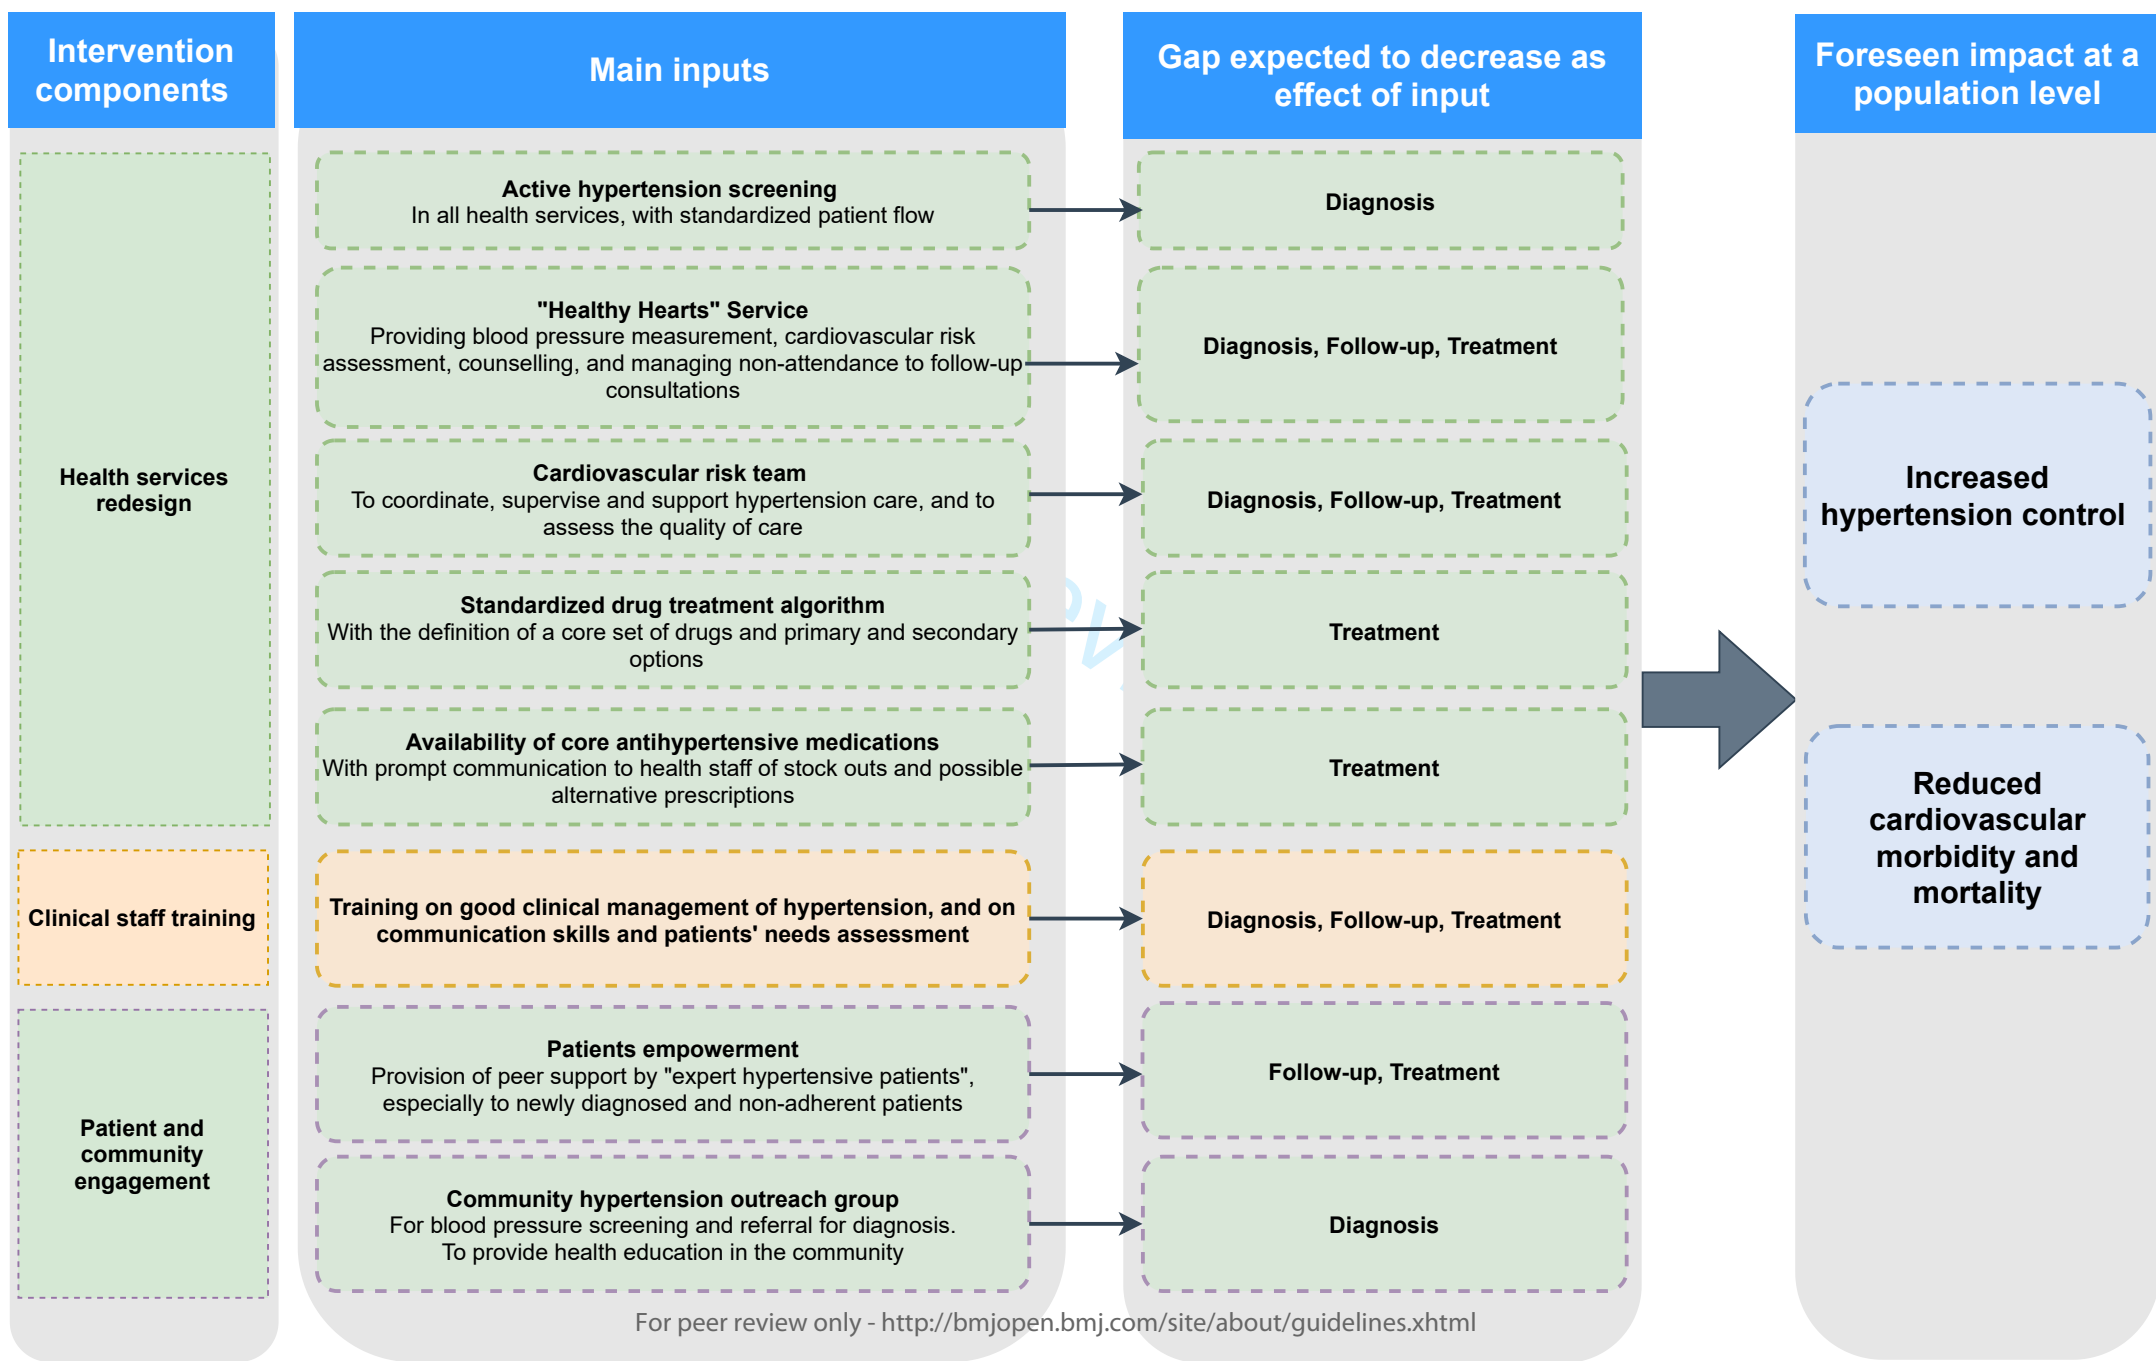 Intervention
components
Main inputs
Gap expected to decrease as
effect of input
Foreseen impact at a
population level
Health services
redesign
Active hypertension screening
In all health services, with standardized patient flow
Diagnosis
"Healthy Hearts" Service
Providing blood pressure measurement, cardiovascular risk
assessment, counselling, and managing non-attendance to follow-up
consultations
Diagnosis, Follow-up, Treatment
Cardiovascular risk team
To coordinate, supervise and support hypertension care, and to
assess the quality of care
Diagnosis, Follow-up, Treatment
Standardized drug treatment algorithm
With the definition of a core set of drugs and primary and secondary
options
Treatment
Availability of core antihypertensive medications
With prompt communication to health staff of stock outs and possible
alternative prescriptions
Treatment
Clinical staff training
Training on good clinical management of hypertension, and on
communication skills and patients' needs assessment
Diagnosis, Follow-up, Treatment
Patient and
community
engagement
Patients empowerment
Provision of peer support by "expert hypertensive patients",
especially to newly diagnosed and non-adherent patients
Follow-up, Treatment
Community hypertension outreach group
For blood pressure screening and referral for diagnosis.
To provide health education in the community
Diagnosis
Increased
hypertension control
Reduced
cardiovascular
morbidity and
mortality
For peer review only - http://bmjopen.bmj.com/site/about/guidelines.xhtml